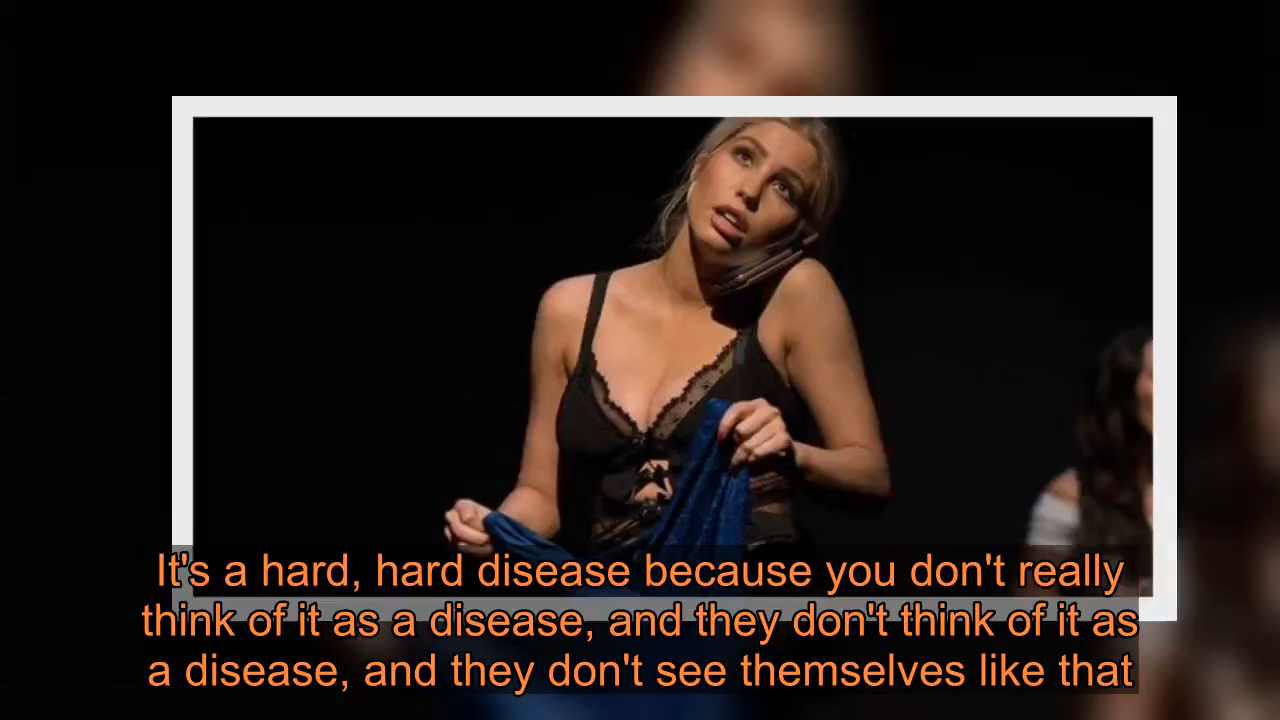 It's a hard, hard disease because you don't really
think of it as a disease, and they don't think of it as
a disease, and they don't see themselves like that